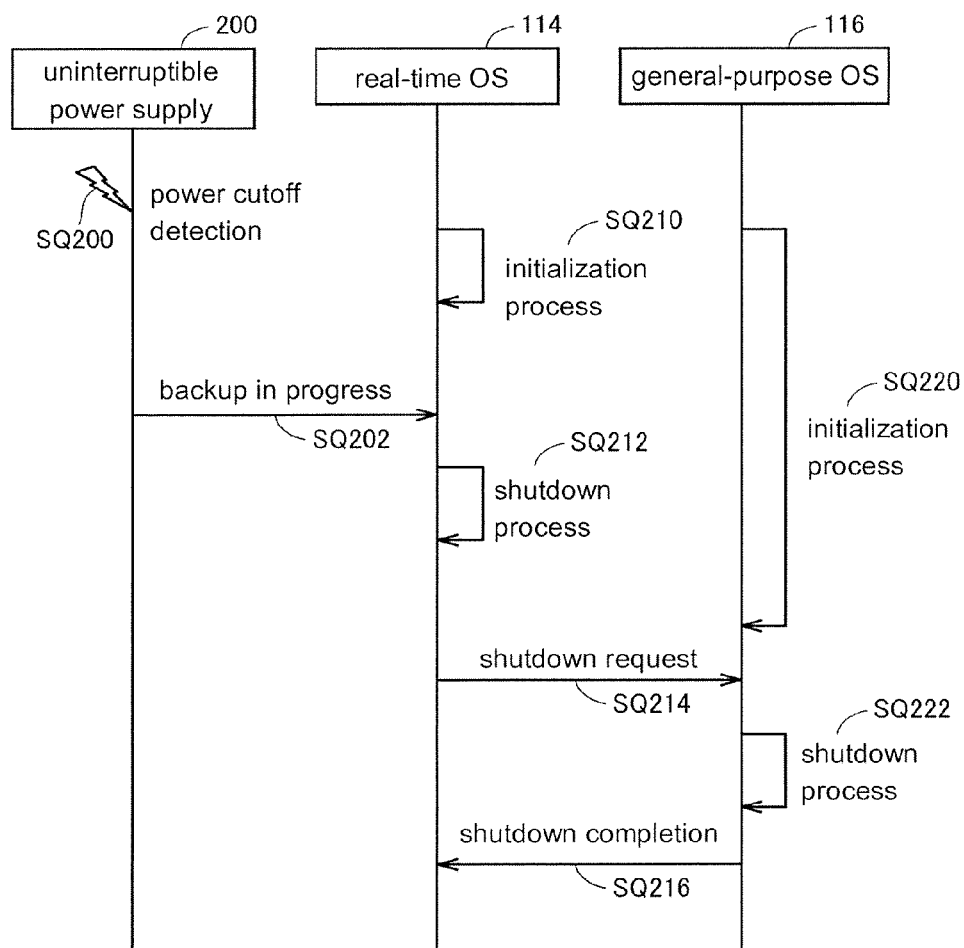 200
114
116
uninterruptible
power supply
real-time OS
general-purpose OS
power cutoff
detection
SQ200
SQ210
initialization
process
backup in progress
SQ202
SQ220
initialization
process
SQ212
shutdown
process
shutdown request
SQ214
SQ222
shutdown
process
shutdown completion
SQ216